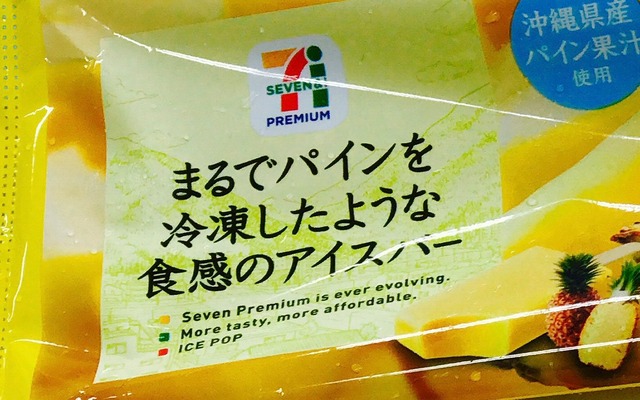 沖縄県産
パイン果汁
使用
SEVEN&i
PREMIUM
まるでパインを
冷凍したような
食感のアイスバー
Seven Premium is ever evolving.
More tasty, more affordable.
ICE POP